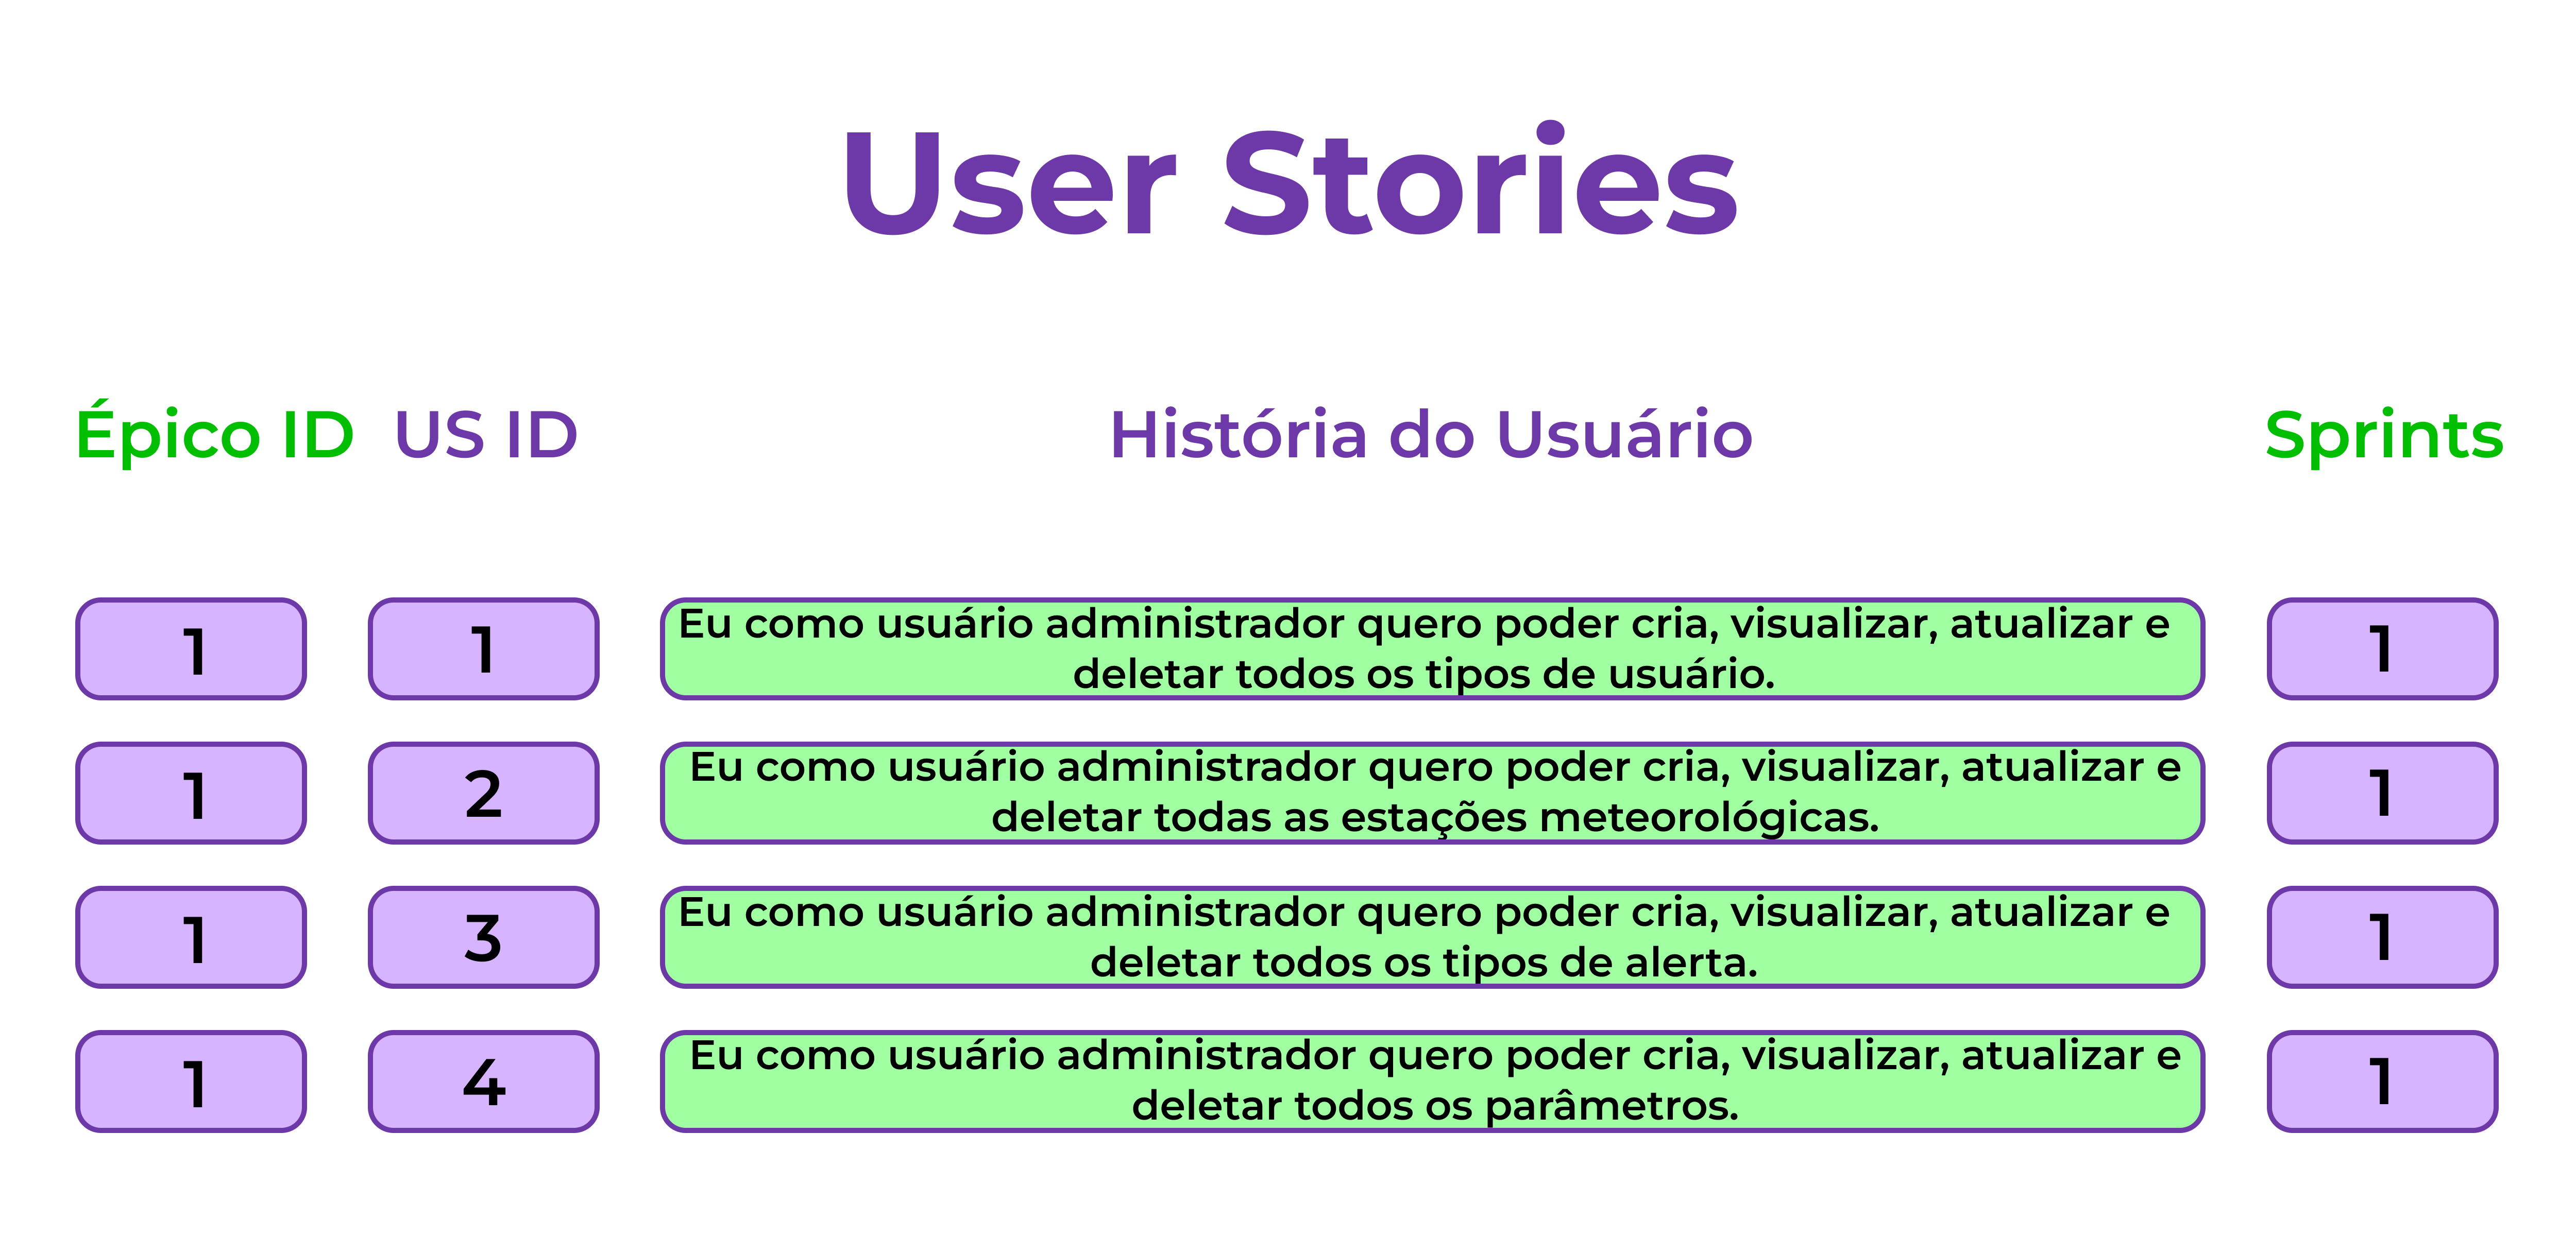 User Stories
Épico ID US ID História do Usuário Sprints
1 1 Eu como usuário administrador quero poder cria, visualizar, atualizar e
deletar todos os tipos de usuário. 1
1 2 Eu como usuário administrador quero poder cria, visualizar, atualizar e
deletar todas as estações meteorológicas. 1
1 3 Eu como usuário administrador quero poder cria, visualizar, atualizar e
deletar todos os tipos de alerta. 1
1 4 Eu como usuário administrador quero poder cria, visualizar, atualizar e
deletar todos os parâmetros. 1